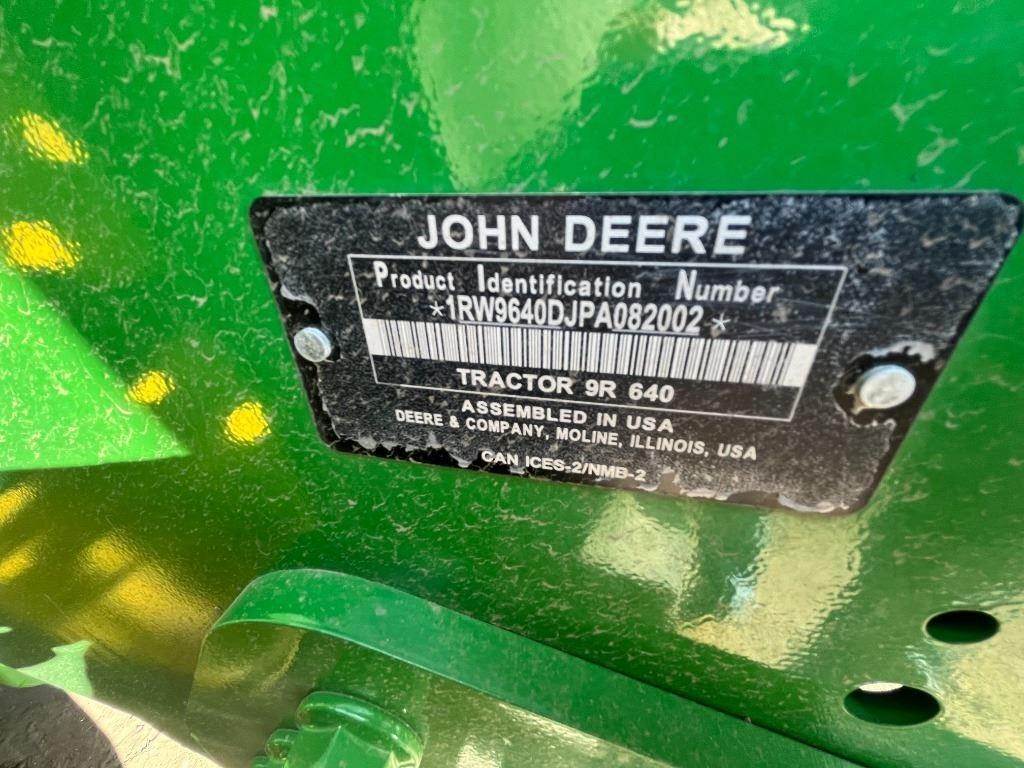 JOHN DEERE
Product Identification Number
*1RW9640DJPA082002*
TRACTOR 9R 640
ASSEMBLED IN USA
DEERE & COMPANY, MOLINE, ILLINOIS, USA
CAN ICES-2/NMB-2